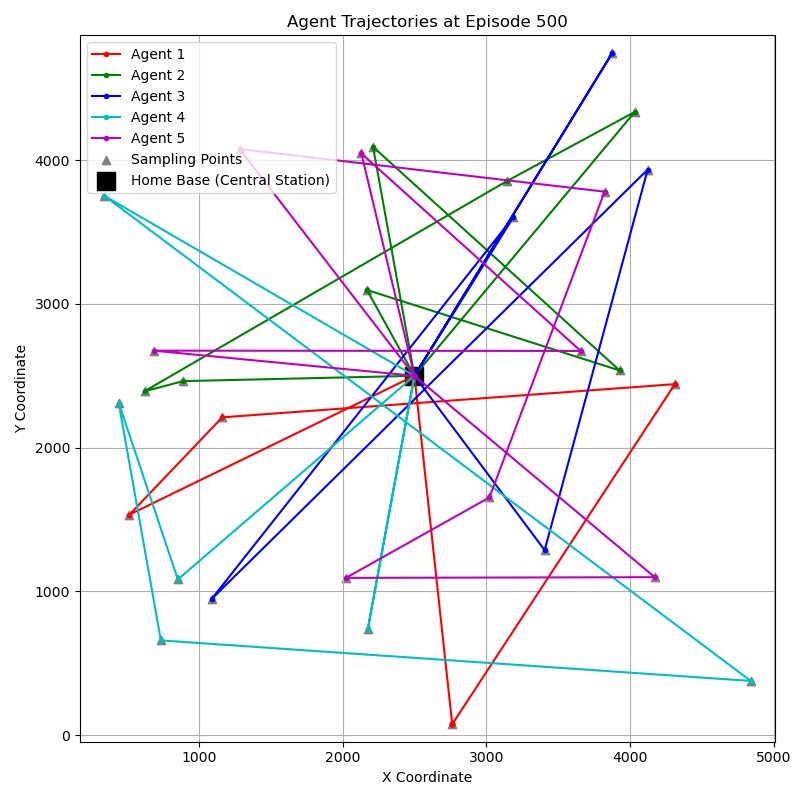 Agent Trajectories at Episode 500
Agent 1
Agent 2
Agent 3
Agent 4
Agent 5
Sampling Points
Home Base (Central Station)
Y Coordinate
4000
3000
2000
1000
0
1000 2000 3000 4000 5000
X Coordinate